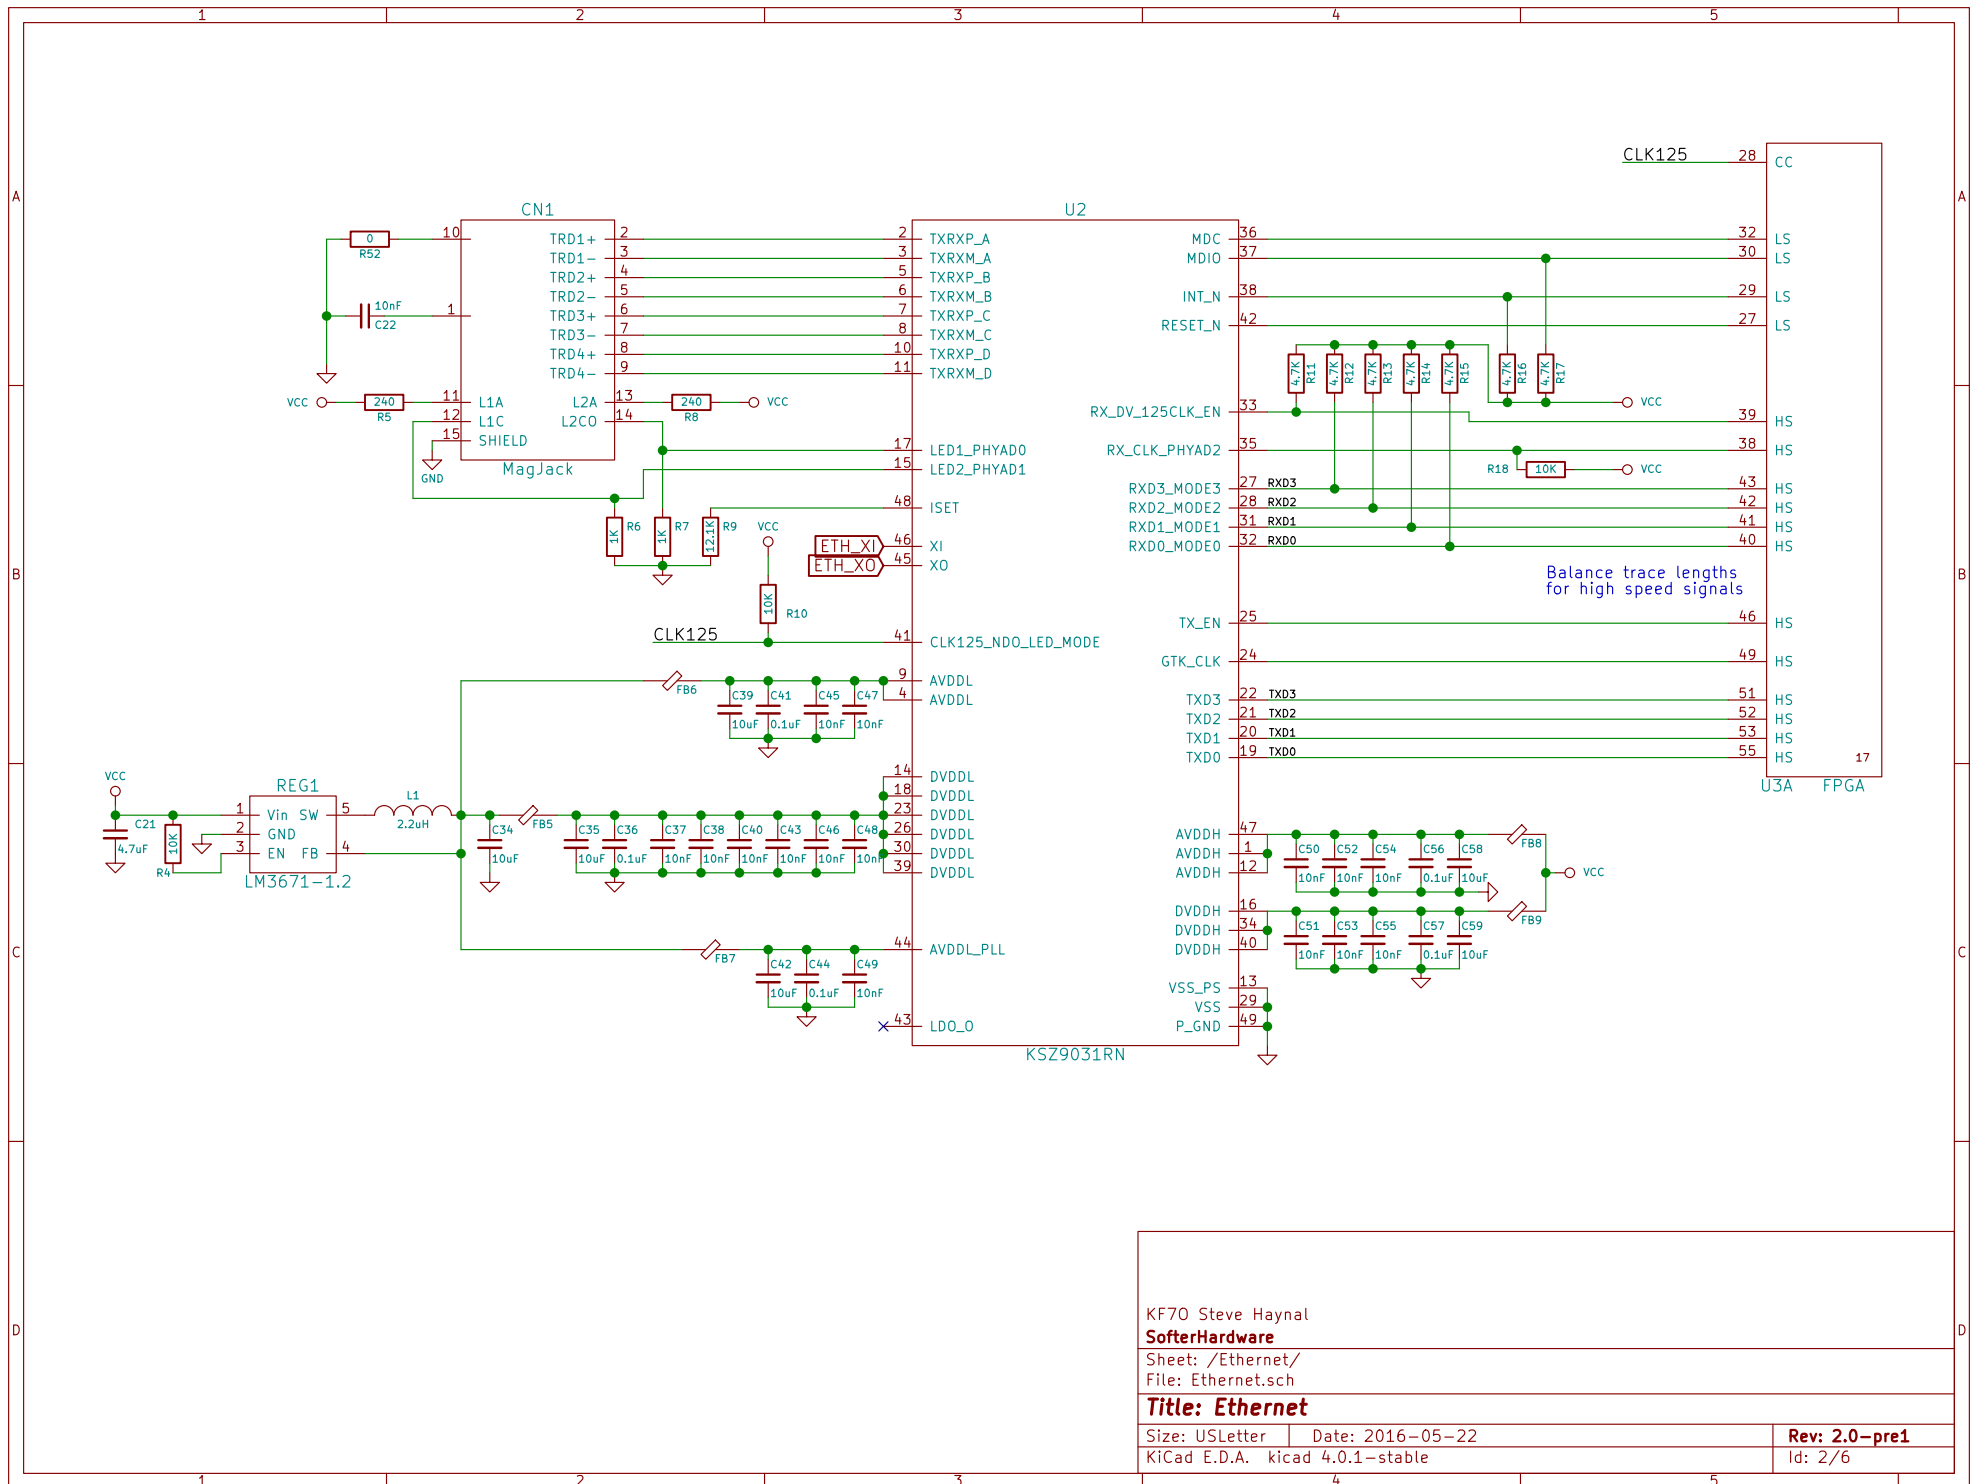 1 2 3 4 5
A A
B B
C C
D D
CLK125 28 CC
CN1
10
0
R52
10nF
1
C22
TRD1+ 2
TRD1- 3
TRD2+ 4
TRD2- 5
TRD3+ 6
TRD3- 7
TRD4+ 8
TRD4- 9
VCC 240 11 L1A
R5
12 L1C
15 SHIELD
GND
L2A 13 240 VCC
R8
L2CO 14
MagJack
U2
2 TXRXP_A
3 TXRXM_A
5 TXRXP_B
6 TXRXM_B
7 TXRXP_C
8 TXRXM_C
10 TXRXP_D
11 TXRXM_D
17 LED1_PHYAD0
15 LED2_PHYAD1
48 ISET
1K R6
1K R7
12.1K R9
VCC
ETH_XI 46 XI
ETH_XO 45 XO
10K R10
CLK125 41 CLK125_NDO_LED_MODE
FB6
9 AVDDL
4 AVDDL
C39 C41 C45 C47
10uF 0.1uF 10nF 10nF
14 DVDDL
18 DVDDL
23 DVDDL
26 DVDDL
30 DVDDL
39 DVDDL
VCC
C21
4.7uF
10K
R4
REG1
1 Vin SW 5
2 GND
3 EN FB 4
LM3671-1.2
L1
2.2uH
C34
10uF
FB5
C35 C36 C37 C38 C40 C43 C46 C48
10uF 0.1uF 10nF 10nF 10nF 10nF 10nF 10nF
FB7
44 AVDDL_PLL
C42 C44 C49
10uF 0.1uF 10nF
43 LDO_O
KSZ9031RN
MDC 36
MDIO 37
INT_N 38
RESET_N 42
RX_DV_125CLK_EN 33
RX_CLK_PHYAD2 35
RXD3_MODE3 27 RXD3
RXD2_MODE2 28 RXD2
RXD1_MODE1 31 RXD1
RXD0_MODE0 32 RXD0
TX_EN 25
GTK_CLK 24
TXD3 22 TXD3
TXD2 21 TXD2
TXD1 20 TXD1
TXD0 19 TXD0
AVDDH 47
AVDDH 1
AVDDH 12
DVDDH 16
DVDDH 34
DVDDH 40
VSS_PS 13
VSS 29
P_GND 49
4.7K R11
4.7K R12
4.7K R13
4.7K R14
4.7K R15
4.7K R16
4.7K R17
VCC
R18 10K VCC
32 LS
30 LS
29 LS
27 LS
39 HS
38 HS
43 HS
42 HS
41 HS
40 HS
Balance trace lengths
for high speed signals
46 HS
49 HS
51 HS
52 HS
53 HS
55 HS
17
U3A FPGA
C50 C52 C54 C56 C58
10nF 10nF 10nF 0.1uF 10uF
FB8
VCC
FB9
C51 C53 C55 C57 C59
10nF 10nF 10nF 0.1uF 10uF
KF7O Steve Haynal
SofterHardware
Sheet: /Ethernet/
File: Ethernet.sch
Title: Ethernet
Size: USLetter Date: 2016-05-22 Rev: 2.0-pre1
KiCad E.D.A. kicad 4.0.1-stable Id: 2/6
1 2 3 4 5